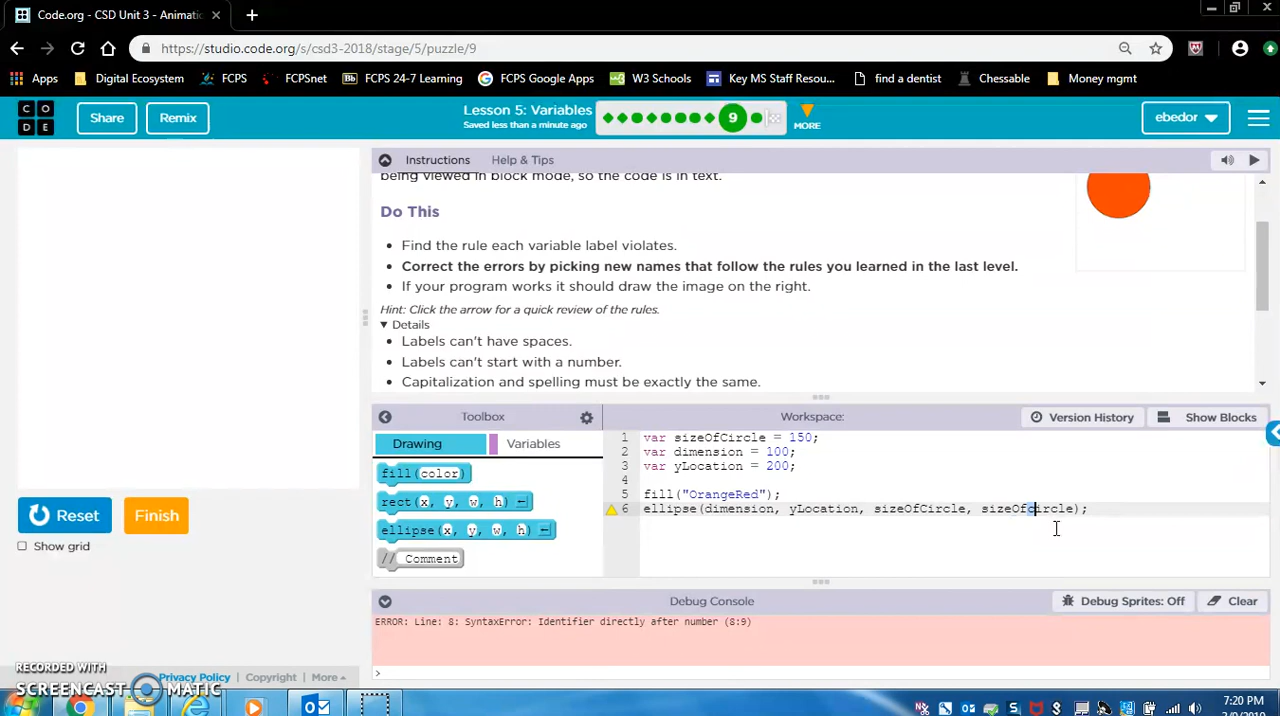 Code.org - CSD Unit 3 - Animatic
https://studio.code.org/s/csd3-2018/stage/5/puzzle/9
Apps Digital Ecosystem FCPS FCPSnet Bb FCPS 24-7 Learning FCPS Google Apps W3 Schools Key MS Staff Resou... find a dentist Chessable Money mgmt
C O D E Share Remix Lesson 5: Variables Saved less than a minute ago 9 MORE ebedor
Instructions Help & Tips
being viewed in block mode, so the code is in text.
Do This
• Find the rule each variable label violates.
• Correct the errors by picking new names that follow the rules you learned in the last level.
• If your program works it should draw the image on the right.
Hint: Click the arrow for a quick review of the rules.
▼ Details
• Labels can't have spaces.
• Labels can't start with a number.
• Capitalization and spelling must be exactly the same.
Toolbox Workspace: Version History Show Blocks
Drawing Variables
fill(color)
rect(x, y, w, h)
ellipse(x, y, w, h)
// Comment
1 var sizeOfCircle = 150;
2 var dimension = 100;
3 var yLocation = 200;
4
5 fill("OrangeRed");
6 ellipse(dimension, yLocation, sizeOfCircle, sizeOfcircle);
Reset Finish
Show grid
Debug Console Debug Sprites: Off Clear
ERROR: Line: 8: SyntaxError: Identifier directly after number (8:9)
>
RECORDED WITH
SCREENCAST MATIC
Privacy Policy | Copyright | More
7:20 PM